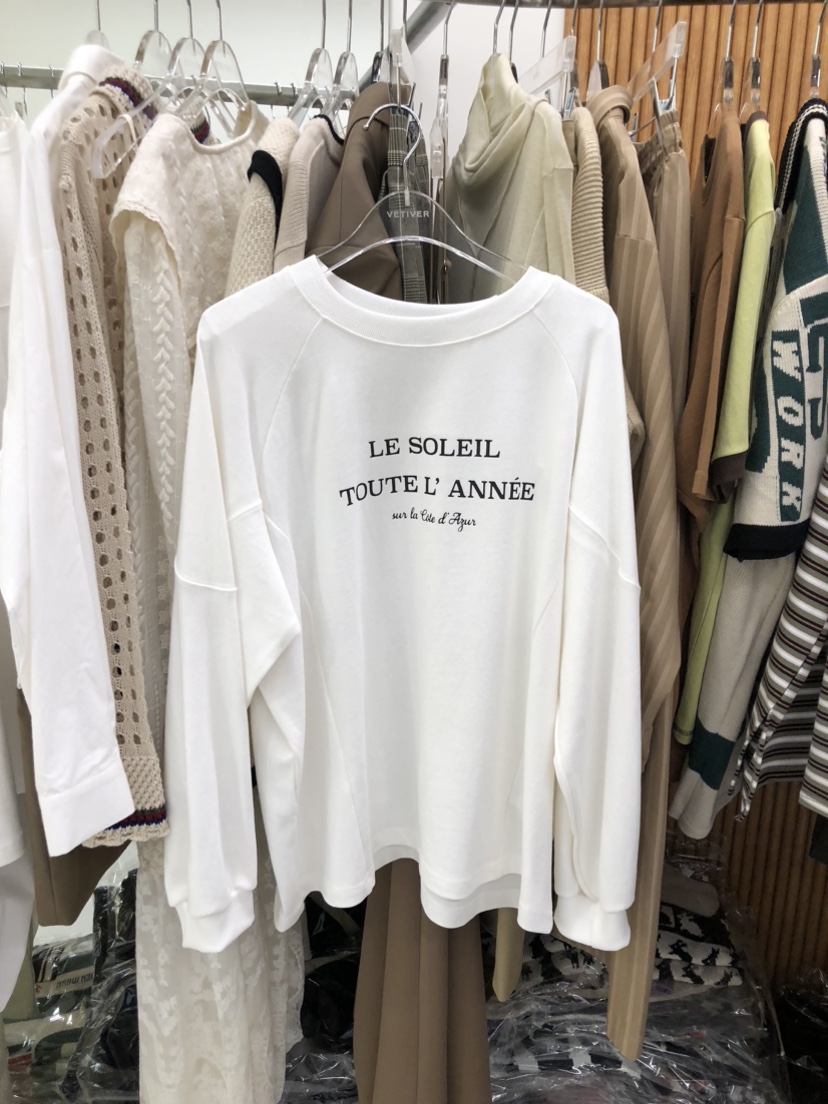 VETIVER
LE SOLEIL
TOUTE L' ANNÉE
sur la Côte d'Azur
WORK